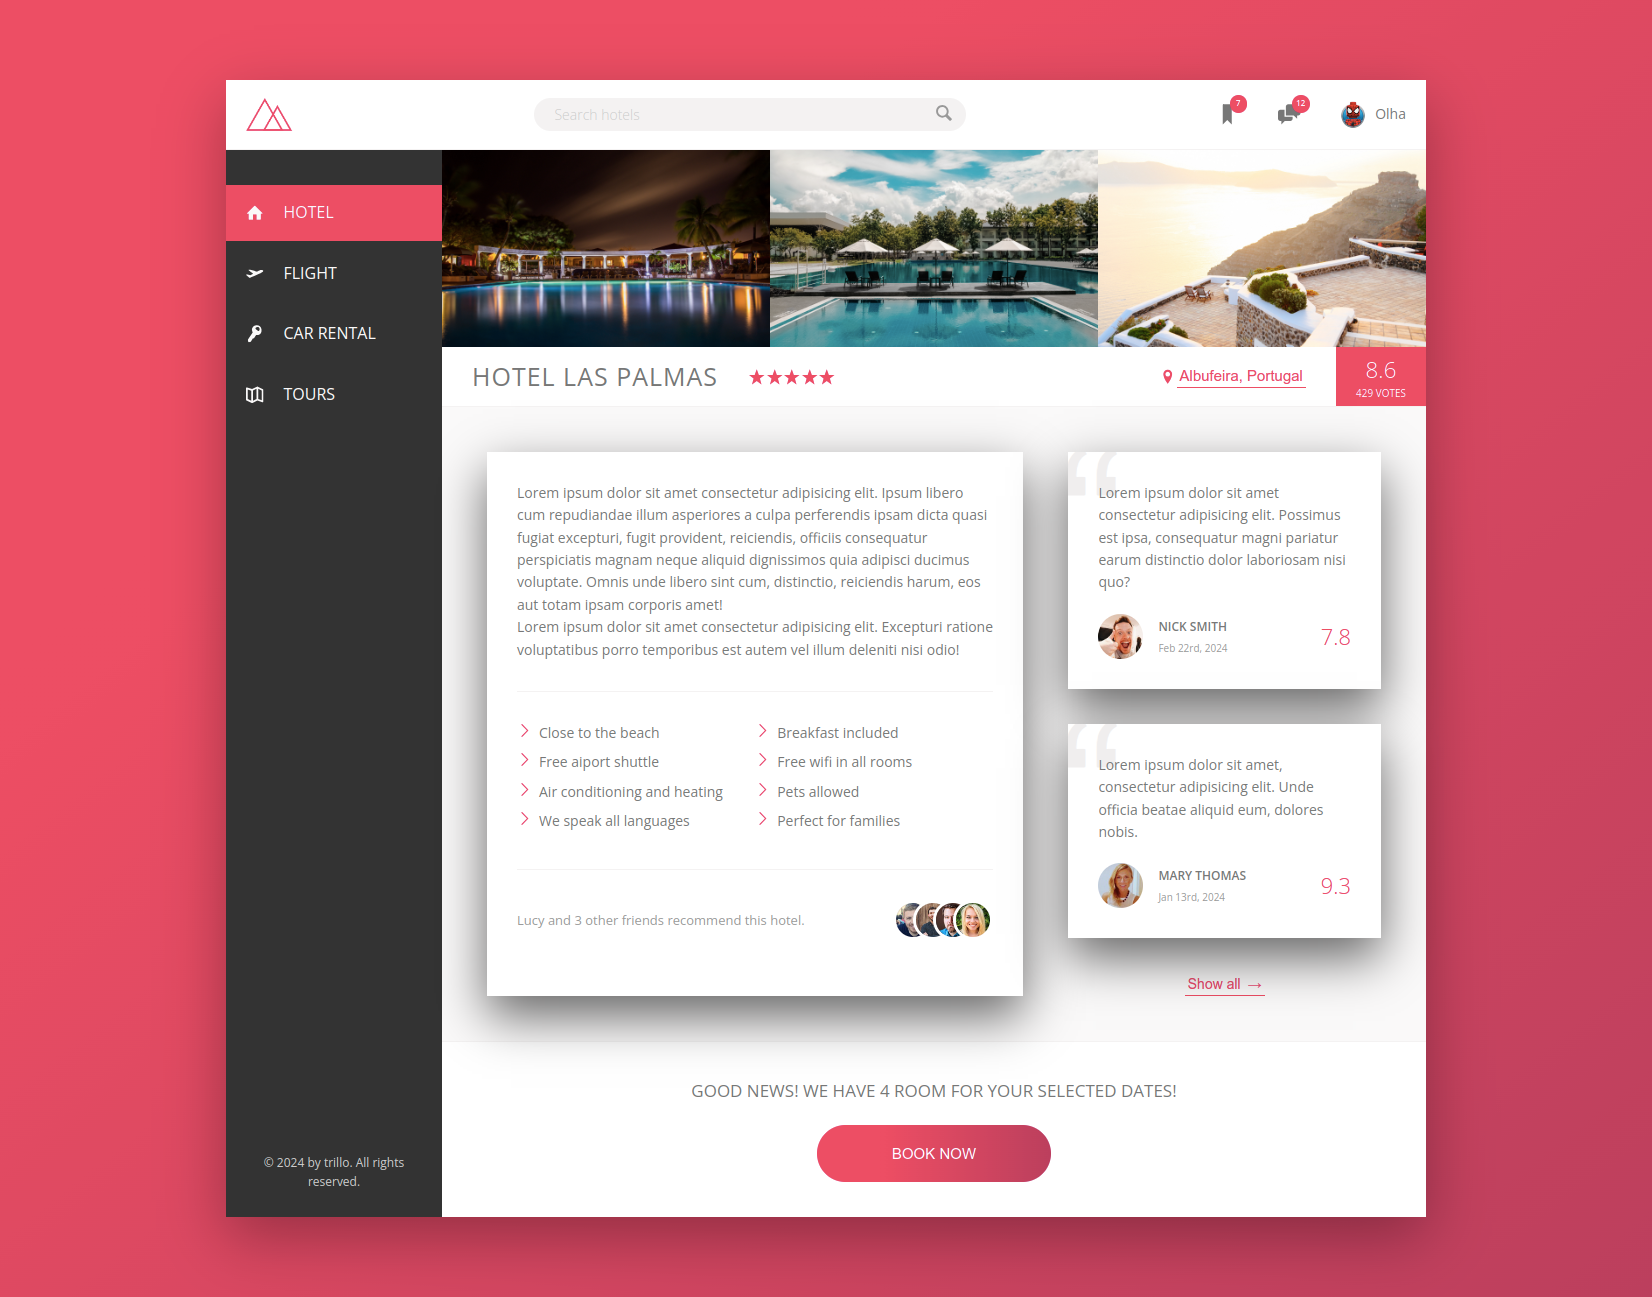 Search hotels
7
12
Olha
HOTEL
FLIGHT
CAR RENTAL
TOURS
© 2024 by trillo. All rights
reserved.
HOTEL LAS PALMAS
Albufeira, Portugal
8.6
429 VOTES
Lorem ipsum dolor sit amet consectetur adipisicing elit. Ipsum libero
cum repudiandae illum asperiores a culpa perferendis ipsam dicta quasi
fugiat excepturi, fugit provident, reiciendis, officiis consequatur
perspiciatis magnam neque aliquid dignissimos quia adipisci ducimus
voluptate. Omnis unde libero sint cum, distinctio, reiciendis harum, eos
aut totam ipsam corporis amet!
Lorem ipsum dolor sit amet consectetur adipisicing elit. Excepturi ratione
voluptatibus porro temporibus est autem vel illum deleniti nisi odio!
Close to the beach
Breakfast included
Free aiport shuttle
Free wifi in all rooms
Air conditioning and heating
Pets allowed
We speak all languages
Perfect for families
Lucy and 3 other friends recommend this hotel.
“
Lorem ipsum dolor sit amet
consectetur adipisicing elit. Possimus
est ipsa, consequatur magni pariatur
earum distinctio dolor laboriosam nisi
quo?
NICK SMITH
Feb 22rd, 2024
7.8
“
Lorem ipsum dolor sit amet,
consectetur adipisicing elit. Unde
officia beatae aliquid eum, dolores
nobis.
MARY THOMAS
Jan 13rd, 2024
9.3
Show all →
GOOD NEWS! WE HAVE 4 ROOM FOR YOUR SELECTED DATES!
BOOK NOW